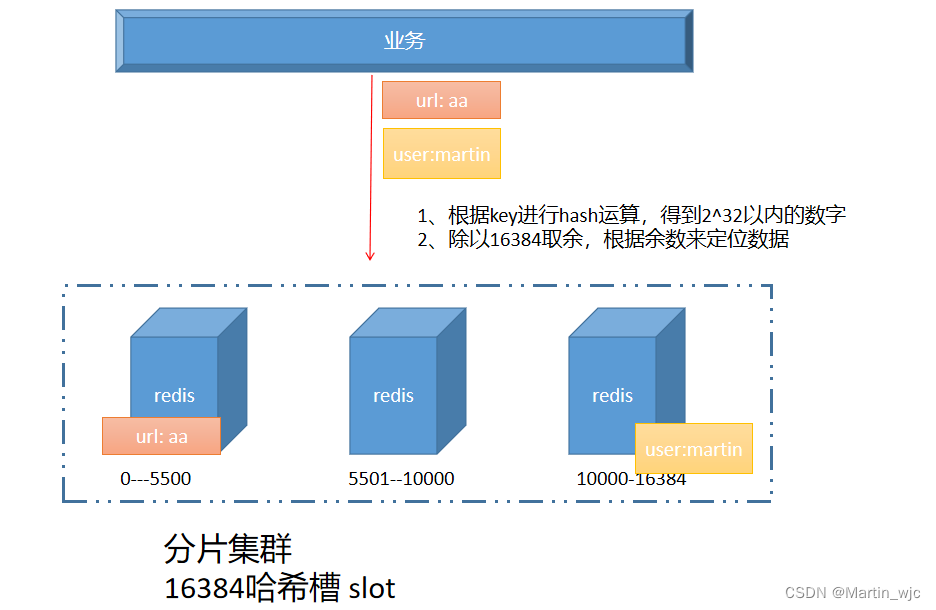 业务
url: aa
user:martin
1、根据key进行hash运算，得到2^32以内的数字
2、除以16384取余，根据余数来定位数据
redis
redis
redis
url: aa
user:martin
0---5500
5501--10000
10000-16384
分片集群
16384哈希槽 slot
CSDN @Martin_wjc